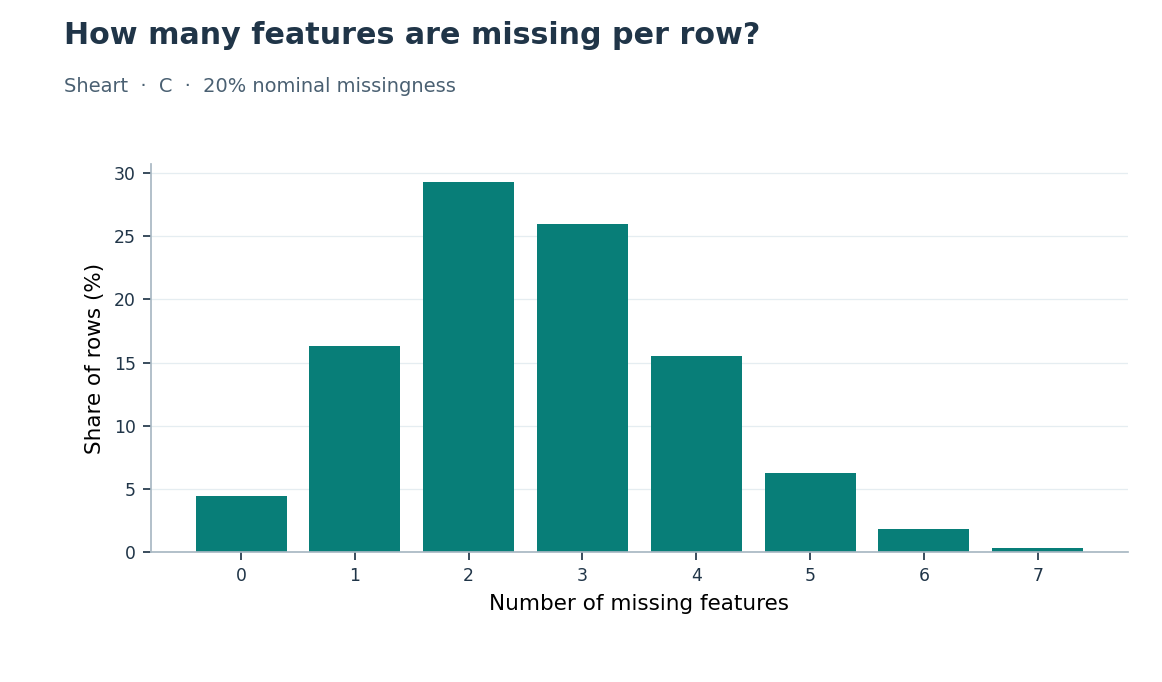 How many features are missing per row?
Sheart · C · 20% nominal missingness
30
25
20
15
10
5
0
Share of rows (%)
0 1 2 3 4 5 6 7
Number of missing features